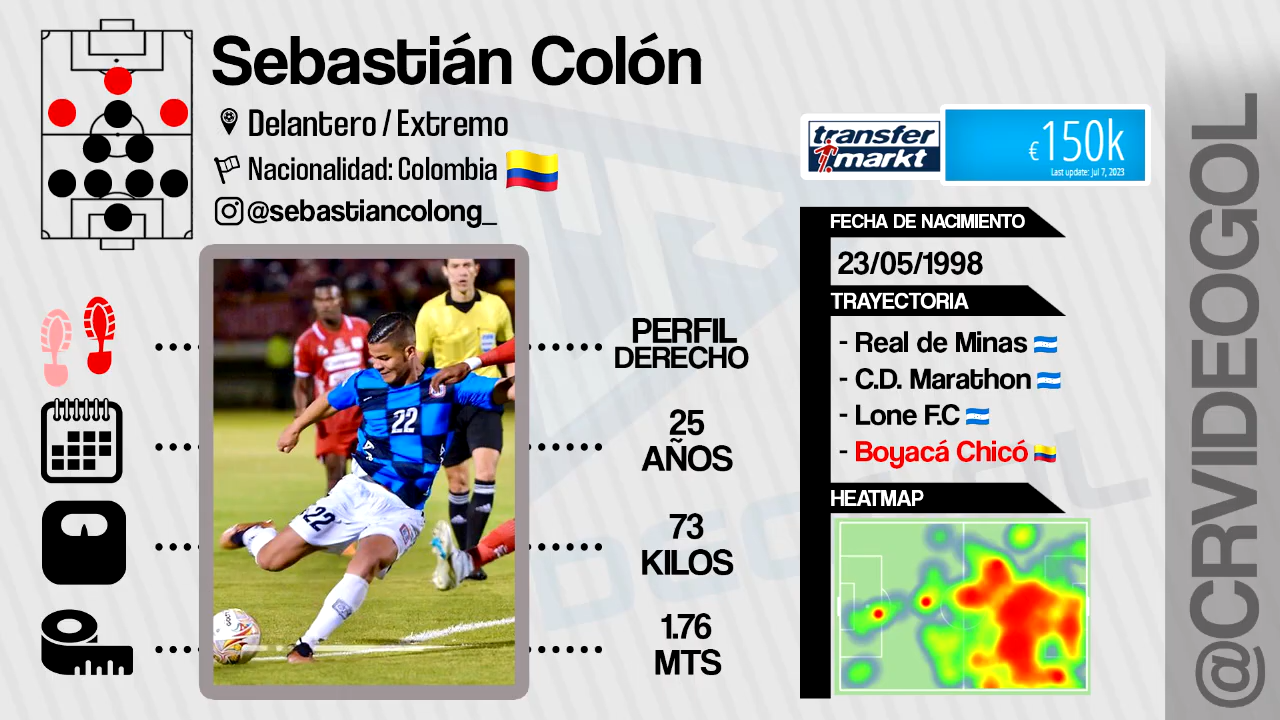 Sebastián Colón
Delantero / Extremo
Nacionalidad: Colombia
@sebastiancolong_
transfer
markt
€150k
Last update: Jul 7, 2023
FECHA DE NACIMIENTO
23/05/1998
TRAYECTORIA
- Real de Minas
- C.D. Marathon
- Lone F.C
- Boyacá Chicó
HEATMAP
PERFIL
DERECHO
25
AÑOS
73
KILOS
1.76
MTS
22
22
@CRVIDEOGOL